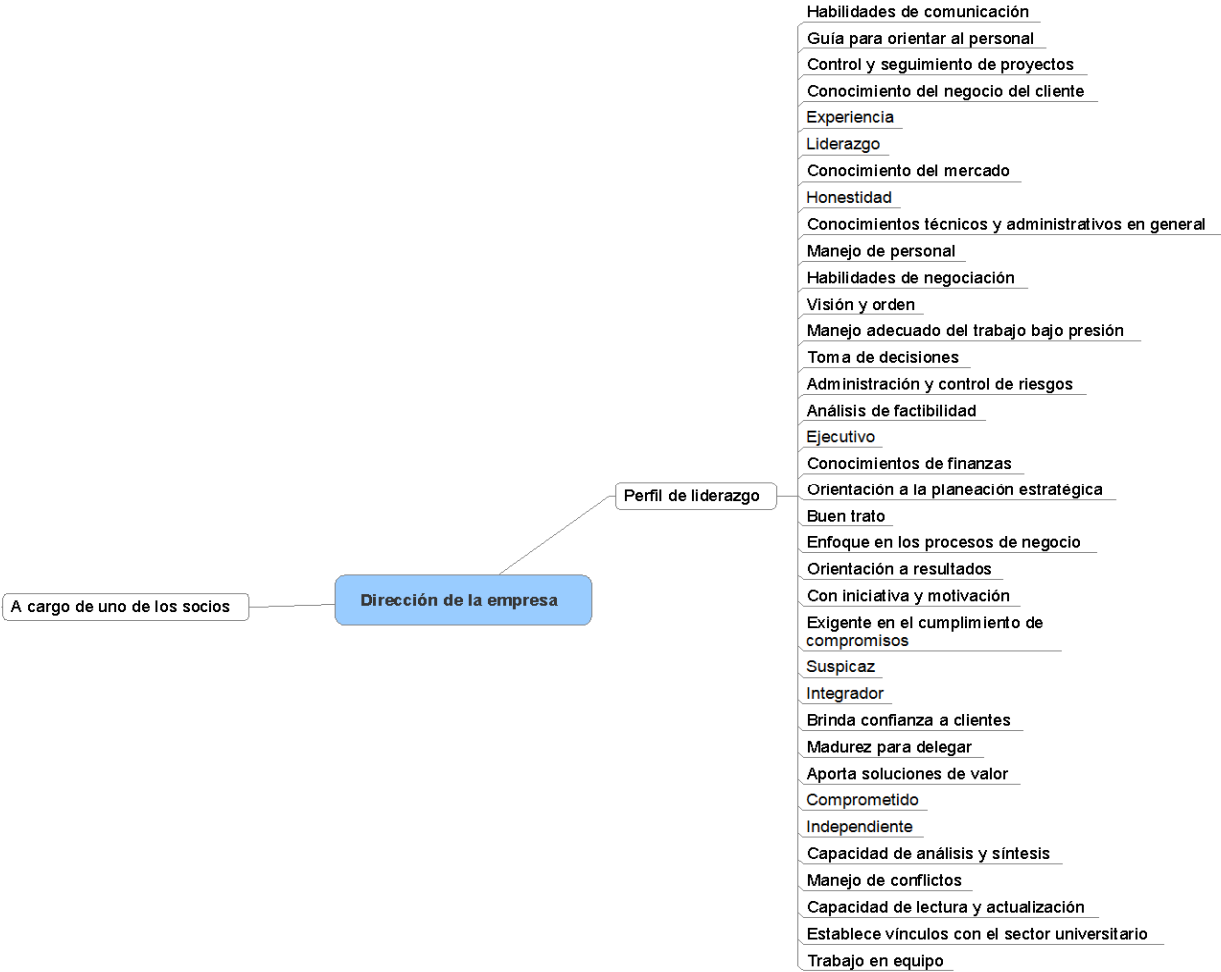 Habilidades de comunicación
Guía para orientar al personal
Control y seguimiento de proyectos
Conocimiento del negocio del cliente
Experiencia
Liderazgo
Conocimiento del mercado
Honestidad
Conocimientos técnicos y administrativos en general
Manejo de personal
Habilidades de negociación
Visión y orden
Manejo adecuado del trabajo bajo presión
Toma de decisiones
Administración y control de riesgos
Análisis de factibilidad
Ejecutivo
Conocimientos de finanzas
Perfil de liderazgo
Orientación a la planeación estratégica
Buen trato
Enfoque en los procesos de negocio
Orientación a resultados
Con iniciativa y motivación
Dirección de la empresa
A cargo de uno de los socios
Exigente en el cumplimiento de
compromisos
Suspicaz
Integrador
Brinda confianza a clientes
Madurez para delegar
Aporta soluciones de valor
Comprometido
Independiente
Capacidad de análisis y síntesis
Manejo de conflictos
Capacidad de lectura y actualización
Establece vínculos con el sector universitario
Trabajo en equipo